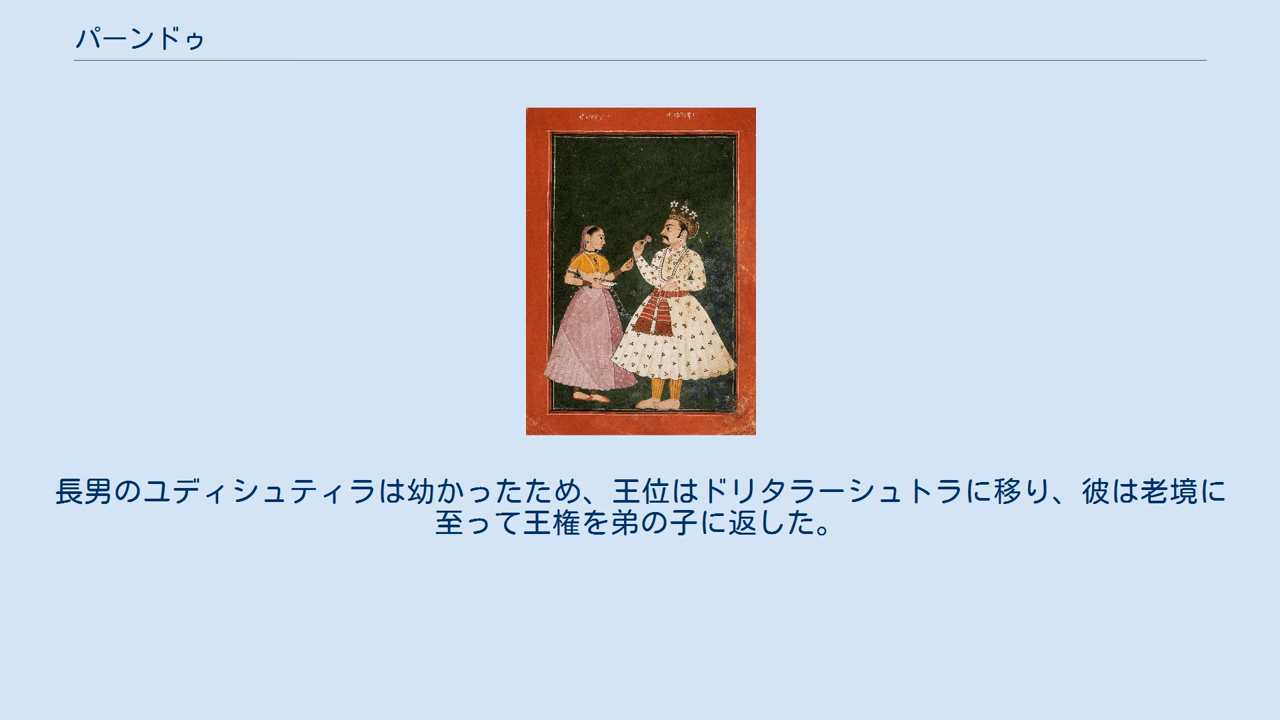 パーンドゥ
長男のユディシュティラは幼かったため、王位はドリタラーシュトラに移り、彼は老境に
至って王権を弟の子に返した。